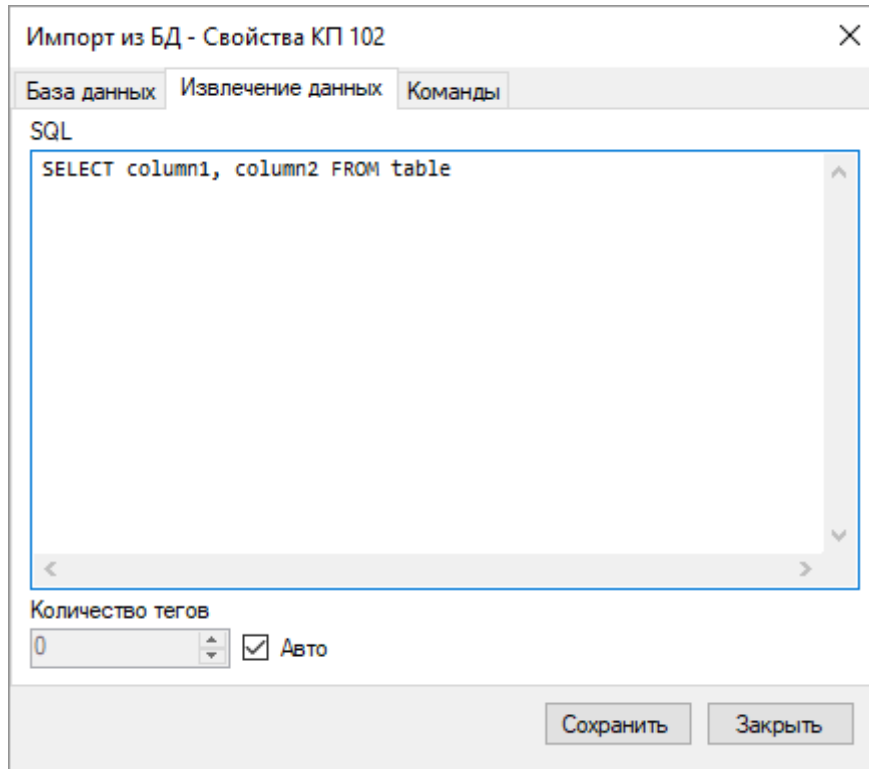 Импорт из БД - Свойства КП 102
База данных Извлечение данных Команды
SQL
SELECT column1, column2 FROM table
Количество тегов
0 Авто
Сохранить Закрыть